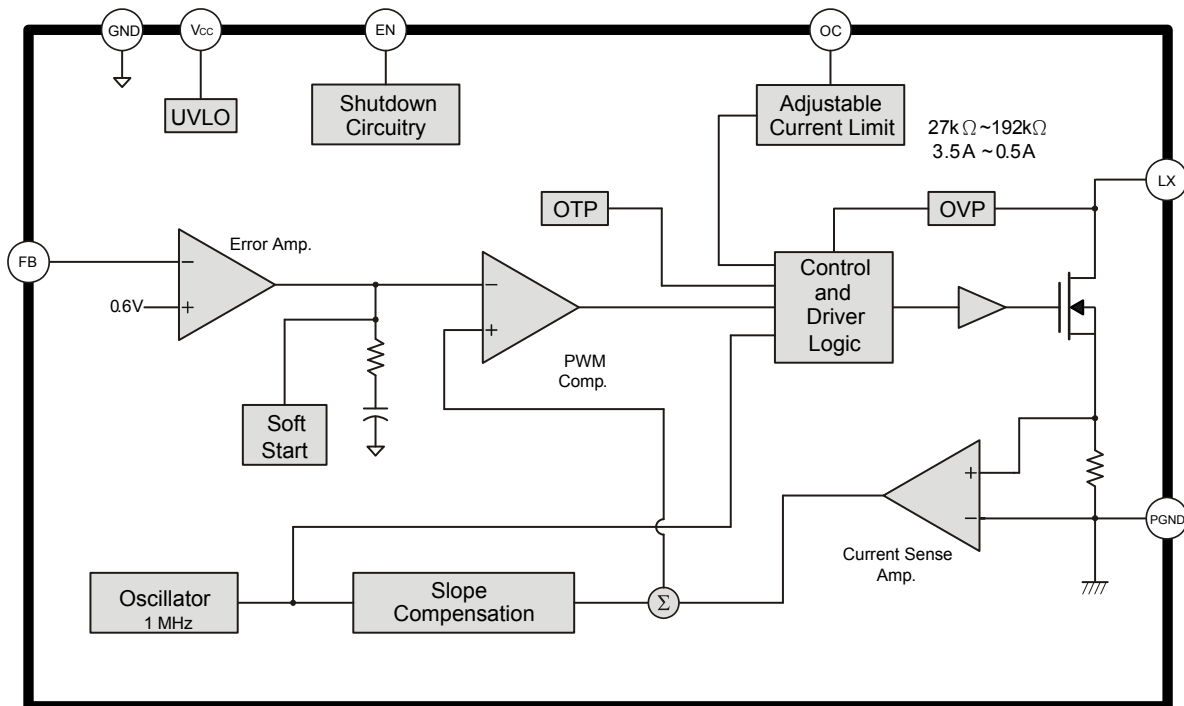 GND
VCC
EN
OC
UVLO
Shutdown
Circuitry
Adjustable
Current Limit
27kΩ~192kΩ
3.5A ~0.5A
LX
OTP
OVP
FB
Error Amp.
−
0.6V
+
−
+
PWM
Comp.
Control
and
Driver
Logic
Soft
Start
+
−
PGND
Current Sense
Amp.
Oscillator
1 MHz
Slope
Compensation
Σ